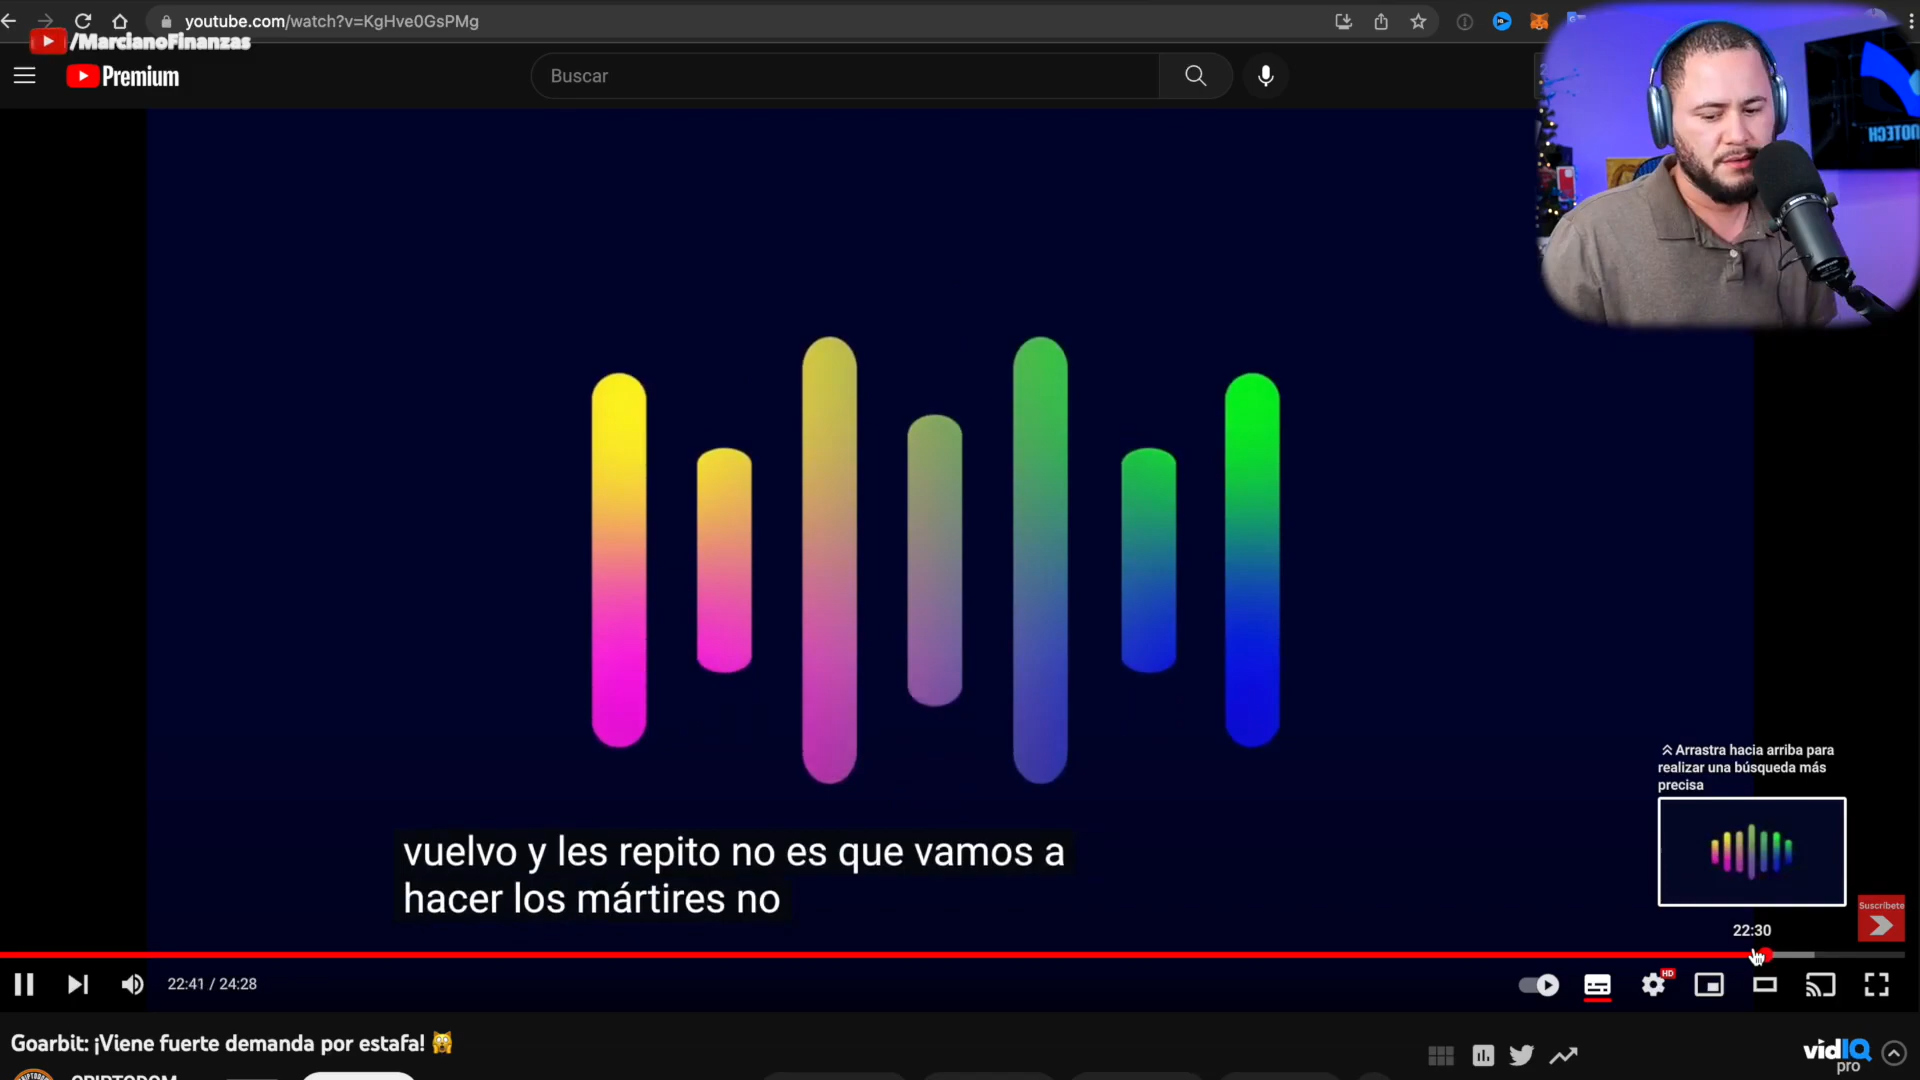 youtube.com/watch?v=KgHve0GsPMg
/MarcianoFinanzas
Premium
Buscar
Arrastra hacia arriba para
realizar una búsqueda más
precisa
vuelvo y les repito no es que vamos a
hacer los mártires no
Suscríbete
22:30
22:41 / 24:28
HD
Goarbit: ¡Viene fuerte demanda por estafa! 🙀
vidIQ
pro
CRIPTODOM